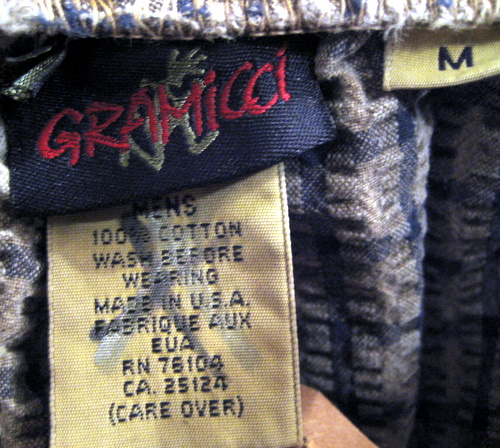 GRAMICCI
M
MENS
100% COTTON
WASH BEFORE
WEARING
MADE IN U.S.A.
FABRIQUE AUX
EUA
RN 76104
CA. 25124
(CARE OVER)